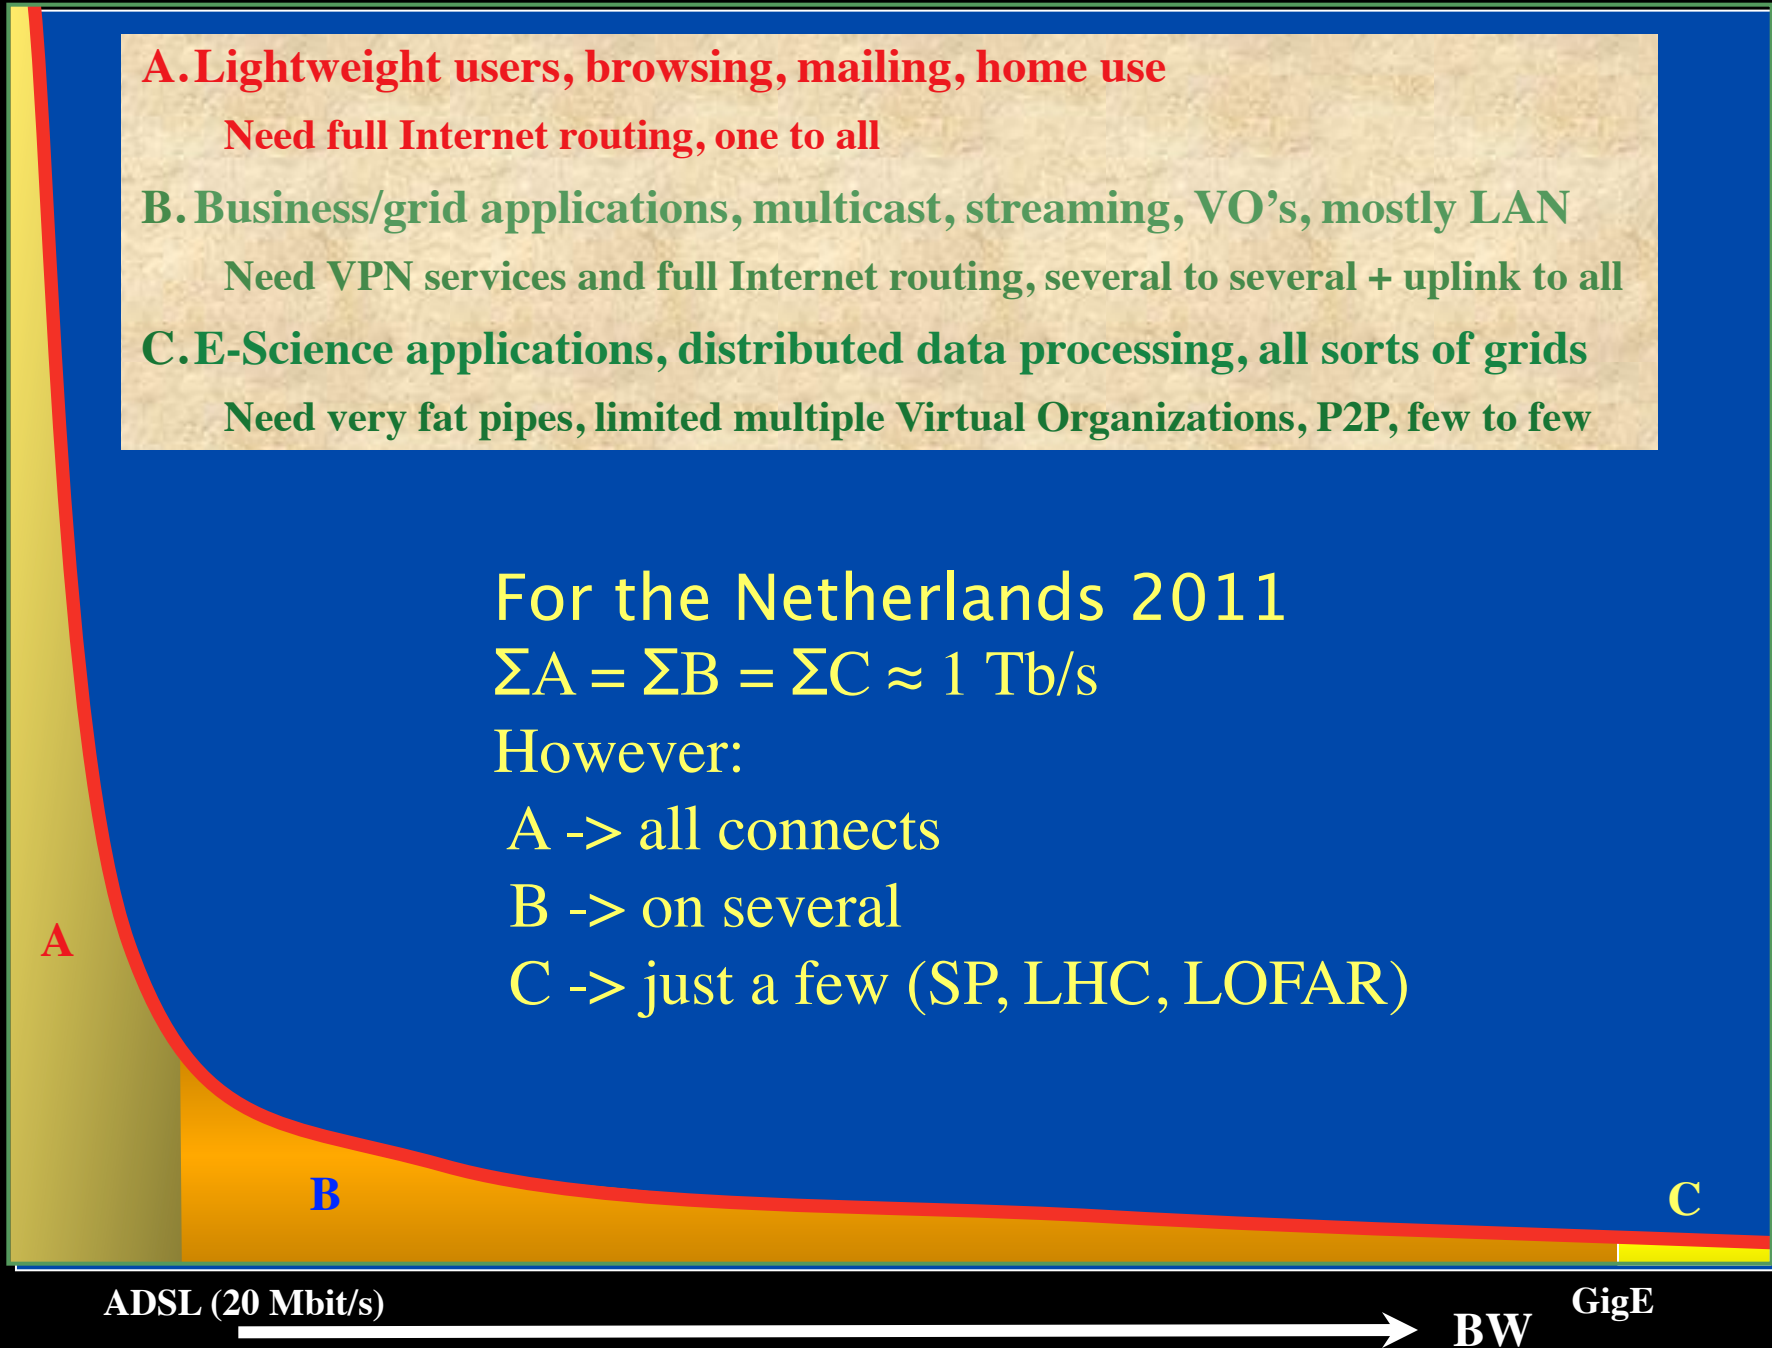 A. Lightweight users, browsing, mailing, home use
Need full Internet routing, one to all
B. Business/grid applications, multicast, streaming, VO’s, mostly LAN
Need VPN services and full Internet routing, several to several + uplink to all
C. E-Science applications, distributed data processing, all sorts of grids
Need very fat pipes, limited multiple Virtual Organizations, P2P, few to few
For the Netherlands 2011
ΣA = ΣB = ΣC ≈ 1 Tb/s
However:
A -> all connects
B -> on several
C -> just a few (SP, LHC, LOFAR)
A
B
C
ADSL (20 Mbit/s)
BW
GigE